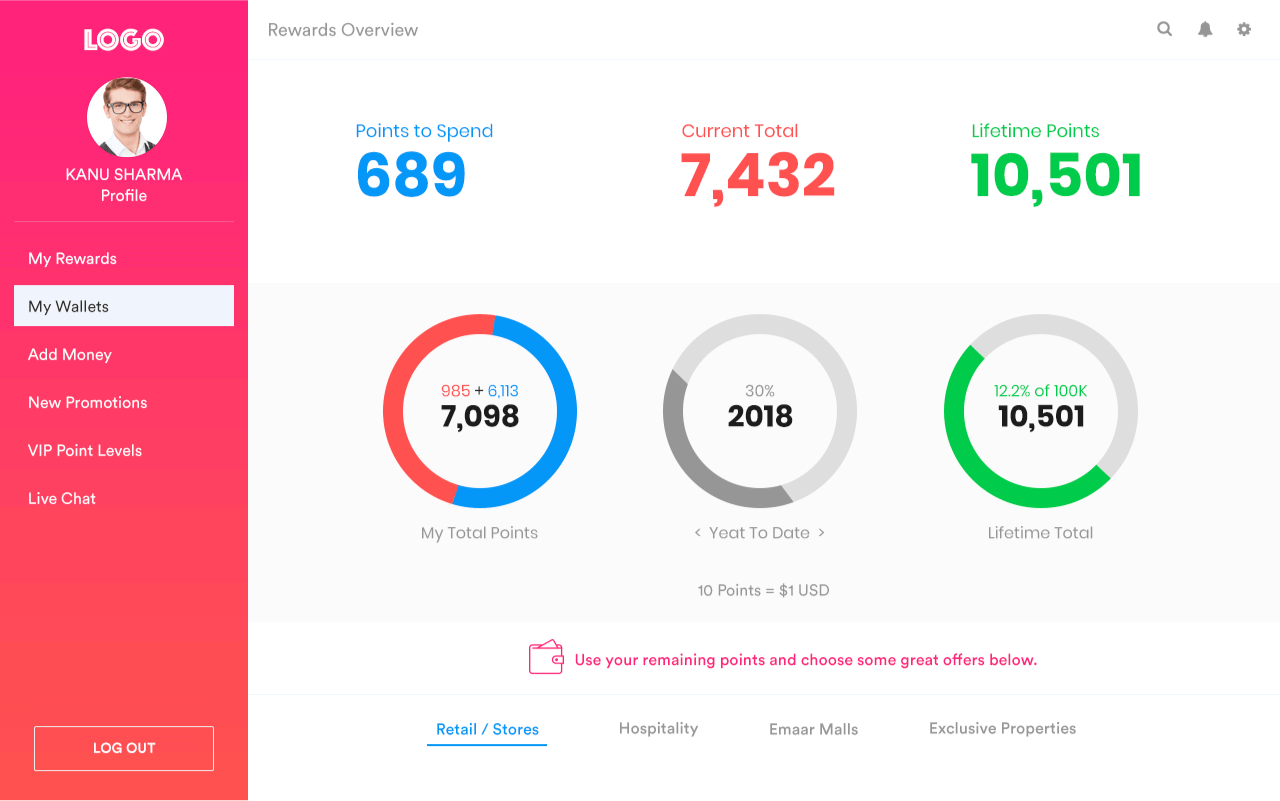 LOGO
KANU SHARMA
Profile
My Rewards
My Wallets
Add Money
New Promotions
VIP Point Levels
Live Chat
LOG OUT
Rewards Overview
Points to Spend
689
Current Total
7,432
Lifetime Points
10,501
985 + 6,113
7,098
My Total Points
30%
2018
< Yeat To Date >
12.2% of 100K
10,501
Lifetime Total
10 Points = $1 USD
Use your remaining points and choose some great offers below.
Retail / Stores
Hospitality
Emaar Malls
Exclusive Properties